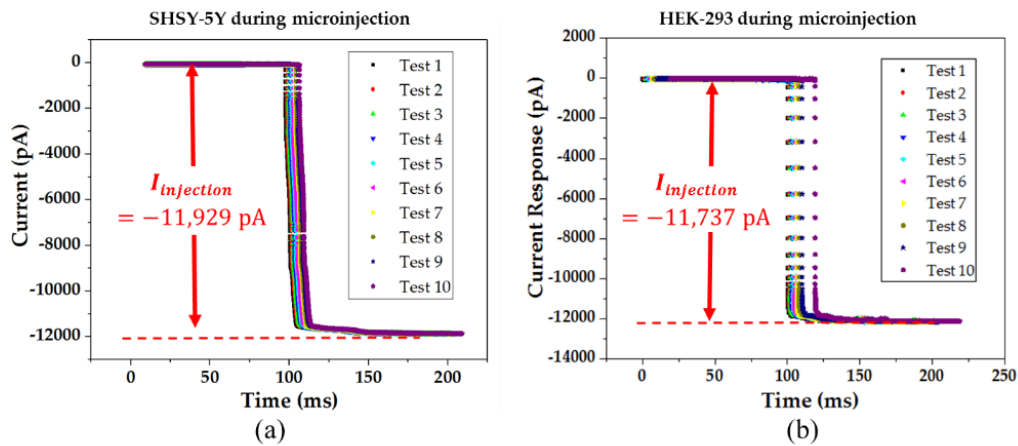 SHSY-5Y during microinjection
0
-2000
-4000
-6000
-8000
-10000
-12000
Current (pA)
I injection
= −11,929 pA
Test 1
Test 2
Test 3
Test 4
Test 5
Test 6
Test 7
Test 8
Test 9
Test 10
0 50 100 150 200
Time (ms)
(a)
HEK-293 during microinjection
2000
0
-2000
-4000
-6000
-8000
-10000
-12000
-14000
Current Response (pA)
I injection
= −11,737 pA
Test 1
Test 2
Test 3
Test 4
Test 5
Test 6
Test 7
Test 8
Test 9
Test 10
0 50 100 150 200 250
Time (ms)
(b)